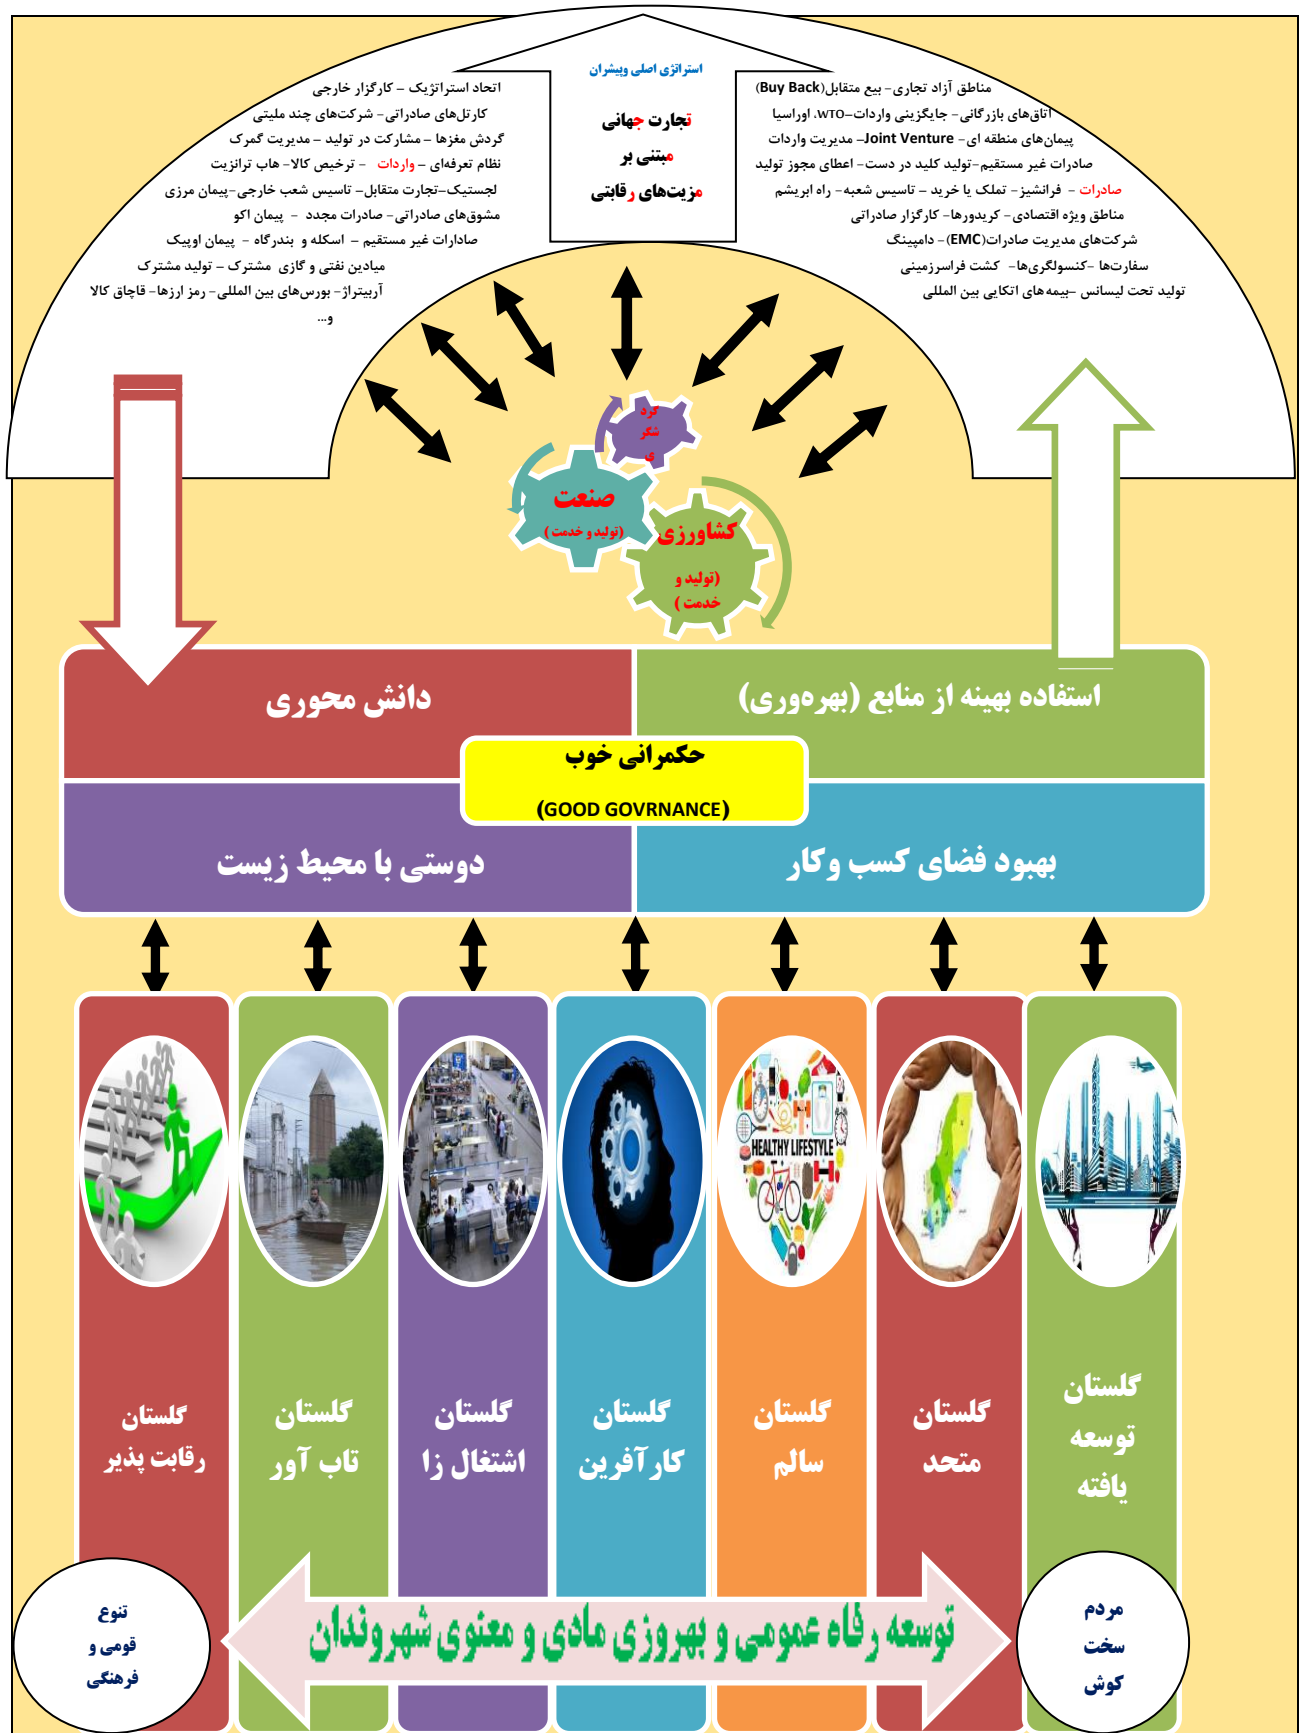 استراتژی اصلی وپیشران
تجارت جهانی
مبتنی بر
مزیت‌های رقابتی
مناطق آزاد تجاری- بیع متقابل(Buy Back)
اتاق‌های بازرگانی- جایگزینی واردات–WTO، اوراسیا
پیمان‌های منطقه ای- Joint Venture– مدیریت واردات
صادرات غیر مستقیم-تولید کلید در دست- اعطای مجوز تولید
صادرات - فرانشیز- تملک یا خرید – تاسیس شعبه- راه ابریشم
مناطق ویژه اقتصادی- کریدورها- کارگزار صادراتی
شرکت‌های مدیریت صادرات(EMC)- دامپینگ
سفارت‌ها –کنسولگری‌ها- کشت فراسرزمینی
تولید تحت لیسانس –بیمه های اتکایی بین المللی
اتحاد استراتژیک – کارگزار خارجی
کارتل‌های صادراتی- شرکت‌های چند ملیتی
گردش مغزها – مشارکت در تولید – مدیریت گمرک
نظام تعرفه‌ای – واردات - ترخیص کالا- هاب ترانزیت
لجستیک–تجارت متقابل- تاسیس شعب خارجی-پیمان مرزی
مشوق‌های صادراتی- صادرات مجدد - پیمان اکو
صادارات غیر مستقیم – اسکله و بندرگاه - پیمان اوپیک
میادین نفتی و گازی مشترک – تولید مشترک
آربیتراژ- بورس‌های بین المللی- رمز ارزها- قاچاق کالا
و...
گرد
شگر
ی
صنعت
(تولید و خدمت )
کشاورزی
(تولید و
خدمت )
استفاده بهینه از منابع (بهره‌وری)
دانش محوری
حکمرانی خوب
(GOOD GOVRNANCE)
بهبود فضای کسب وکار
دوستی با محیط زیست
HEALTHY LIFESTYLE
گلستان
توسعه
یافته
گلستان
متحد
گلستان
سالم
گلستان
کارآفرین
گلستان
اشتغال زا
گلستان
تاب آور
گلستان
رقابت پذیر
مردم
سخت
کوش
توسعه رفاه عمومی و بهروزی مادی و معنوی شهروندان
تنوع
قومی و
فرهنگی